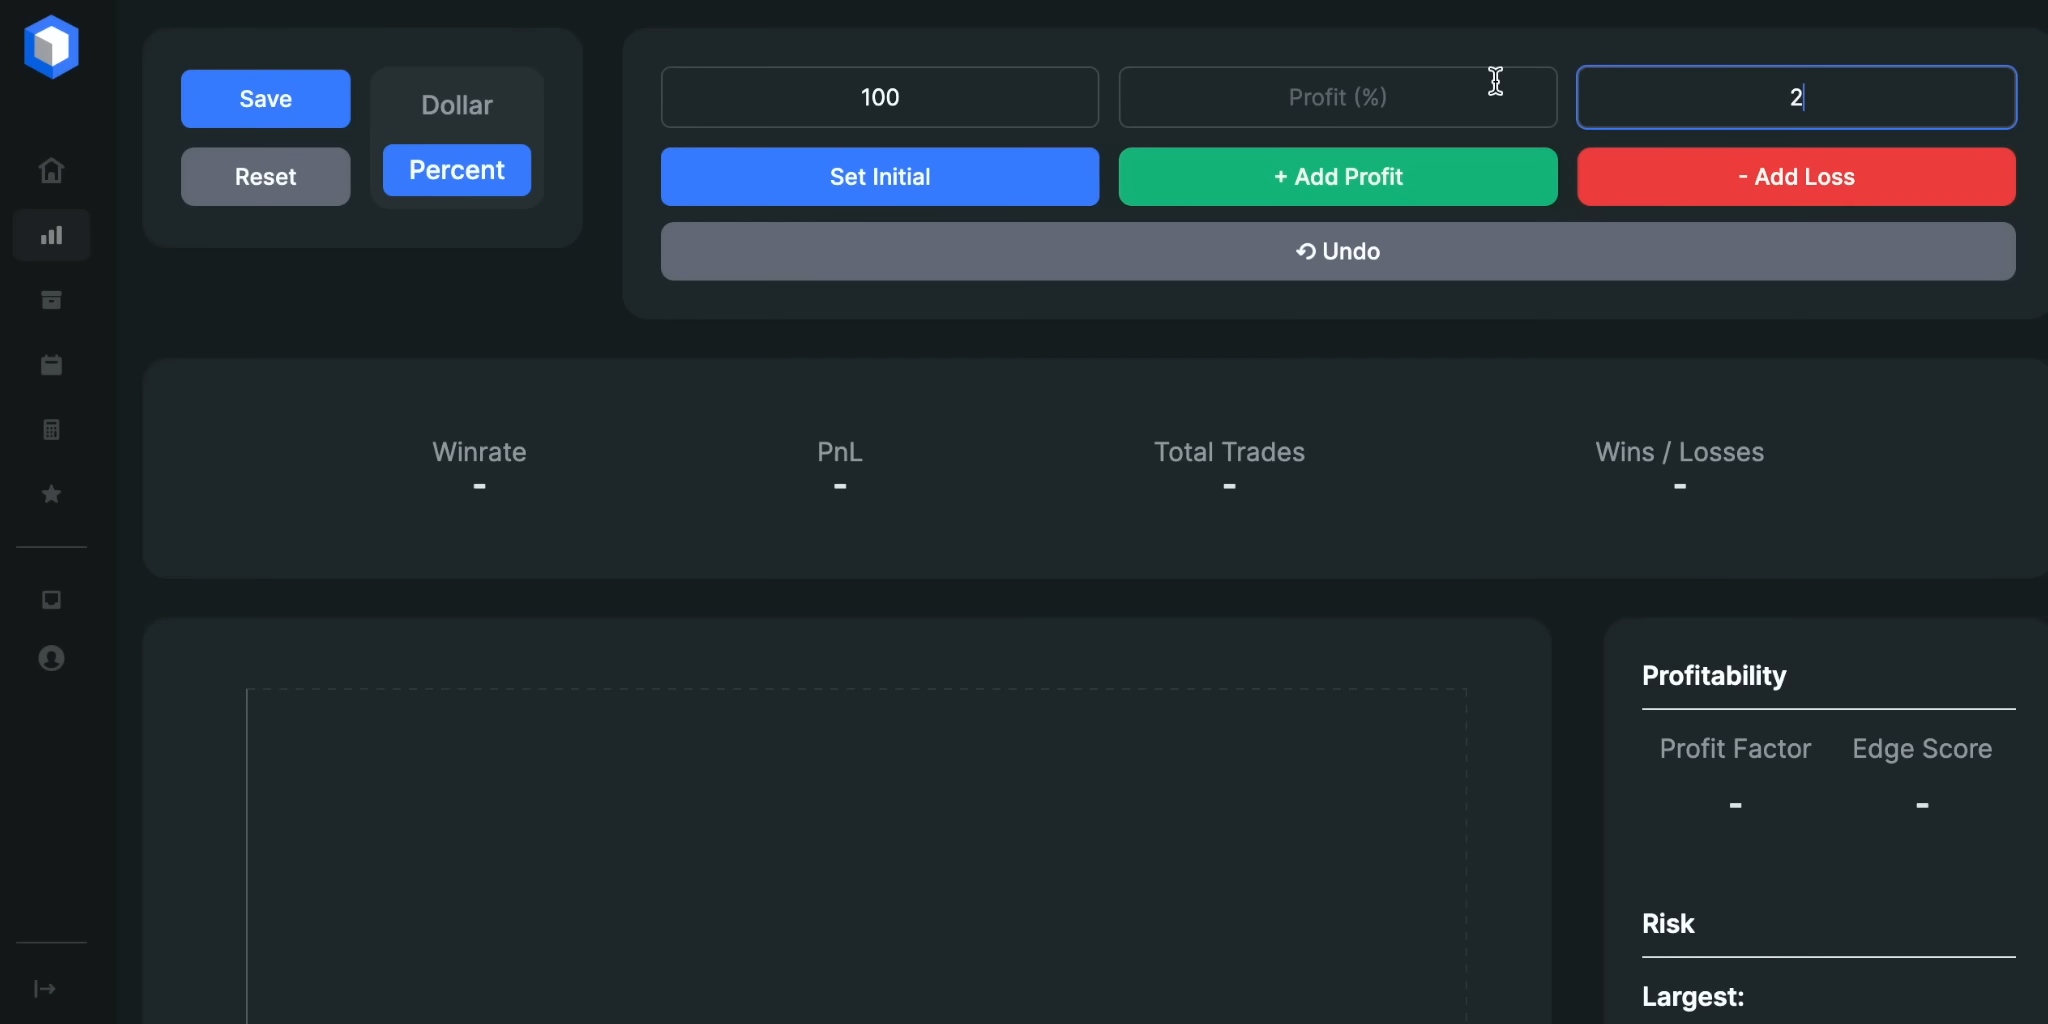 Save
Dollar
Reset
Percent
100
Profit (%)
2
Set Initial
+ Add Profit
- Add Loss
Undo
Winrate
-
PnL
-
Total Trades
-
Wins / Losses
-
Profitability
Profit Factor
Edge Score
-
-
Risk
Largest: